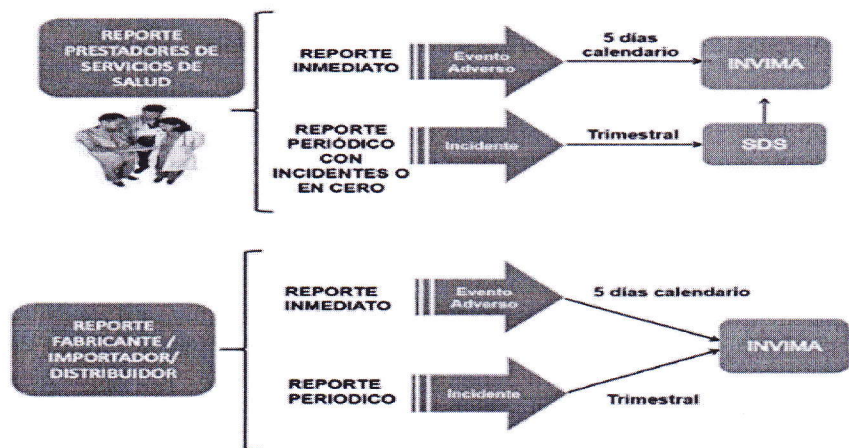 REPORTE
PRESTADORES DE
SERVICIOS DE
SALUD
REPORTE
INMEDIATO
Evento
Adverso
5 días
calendario
INVIMA
REPORTE
PERIÓDICO
CON
INCIDENTES O
EN CERO
Incidente
Trimestral
SDS
REPORTE
FABRICANTE /
IMPORTADOR/
DISTRIBUIDOR
REPORTE
INMEDIATO
Evento
Adverso
5 días calendario
INVIMA
REPORTE
PERIODICO
Incidente
Trimestral